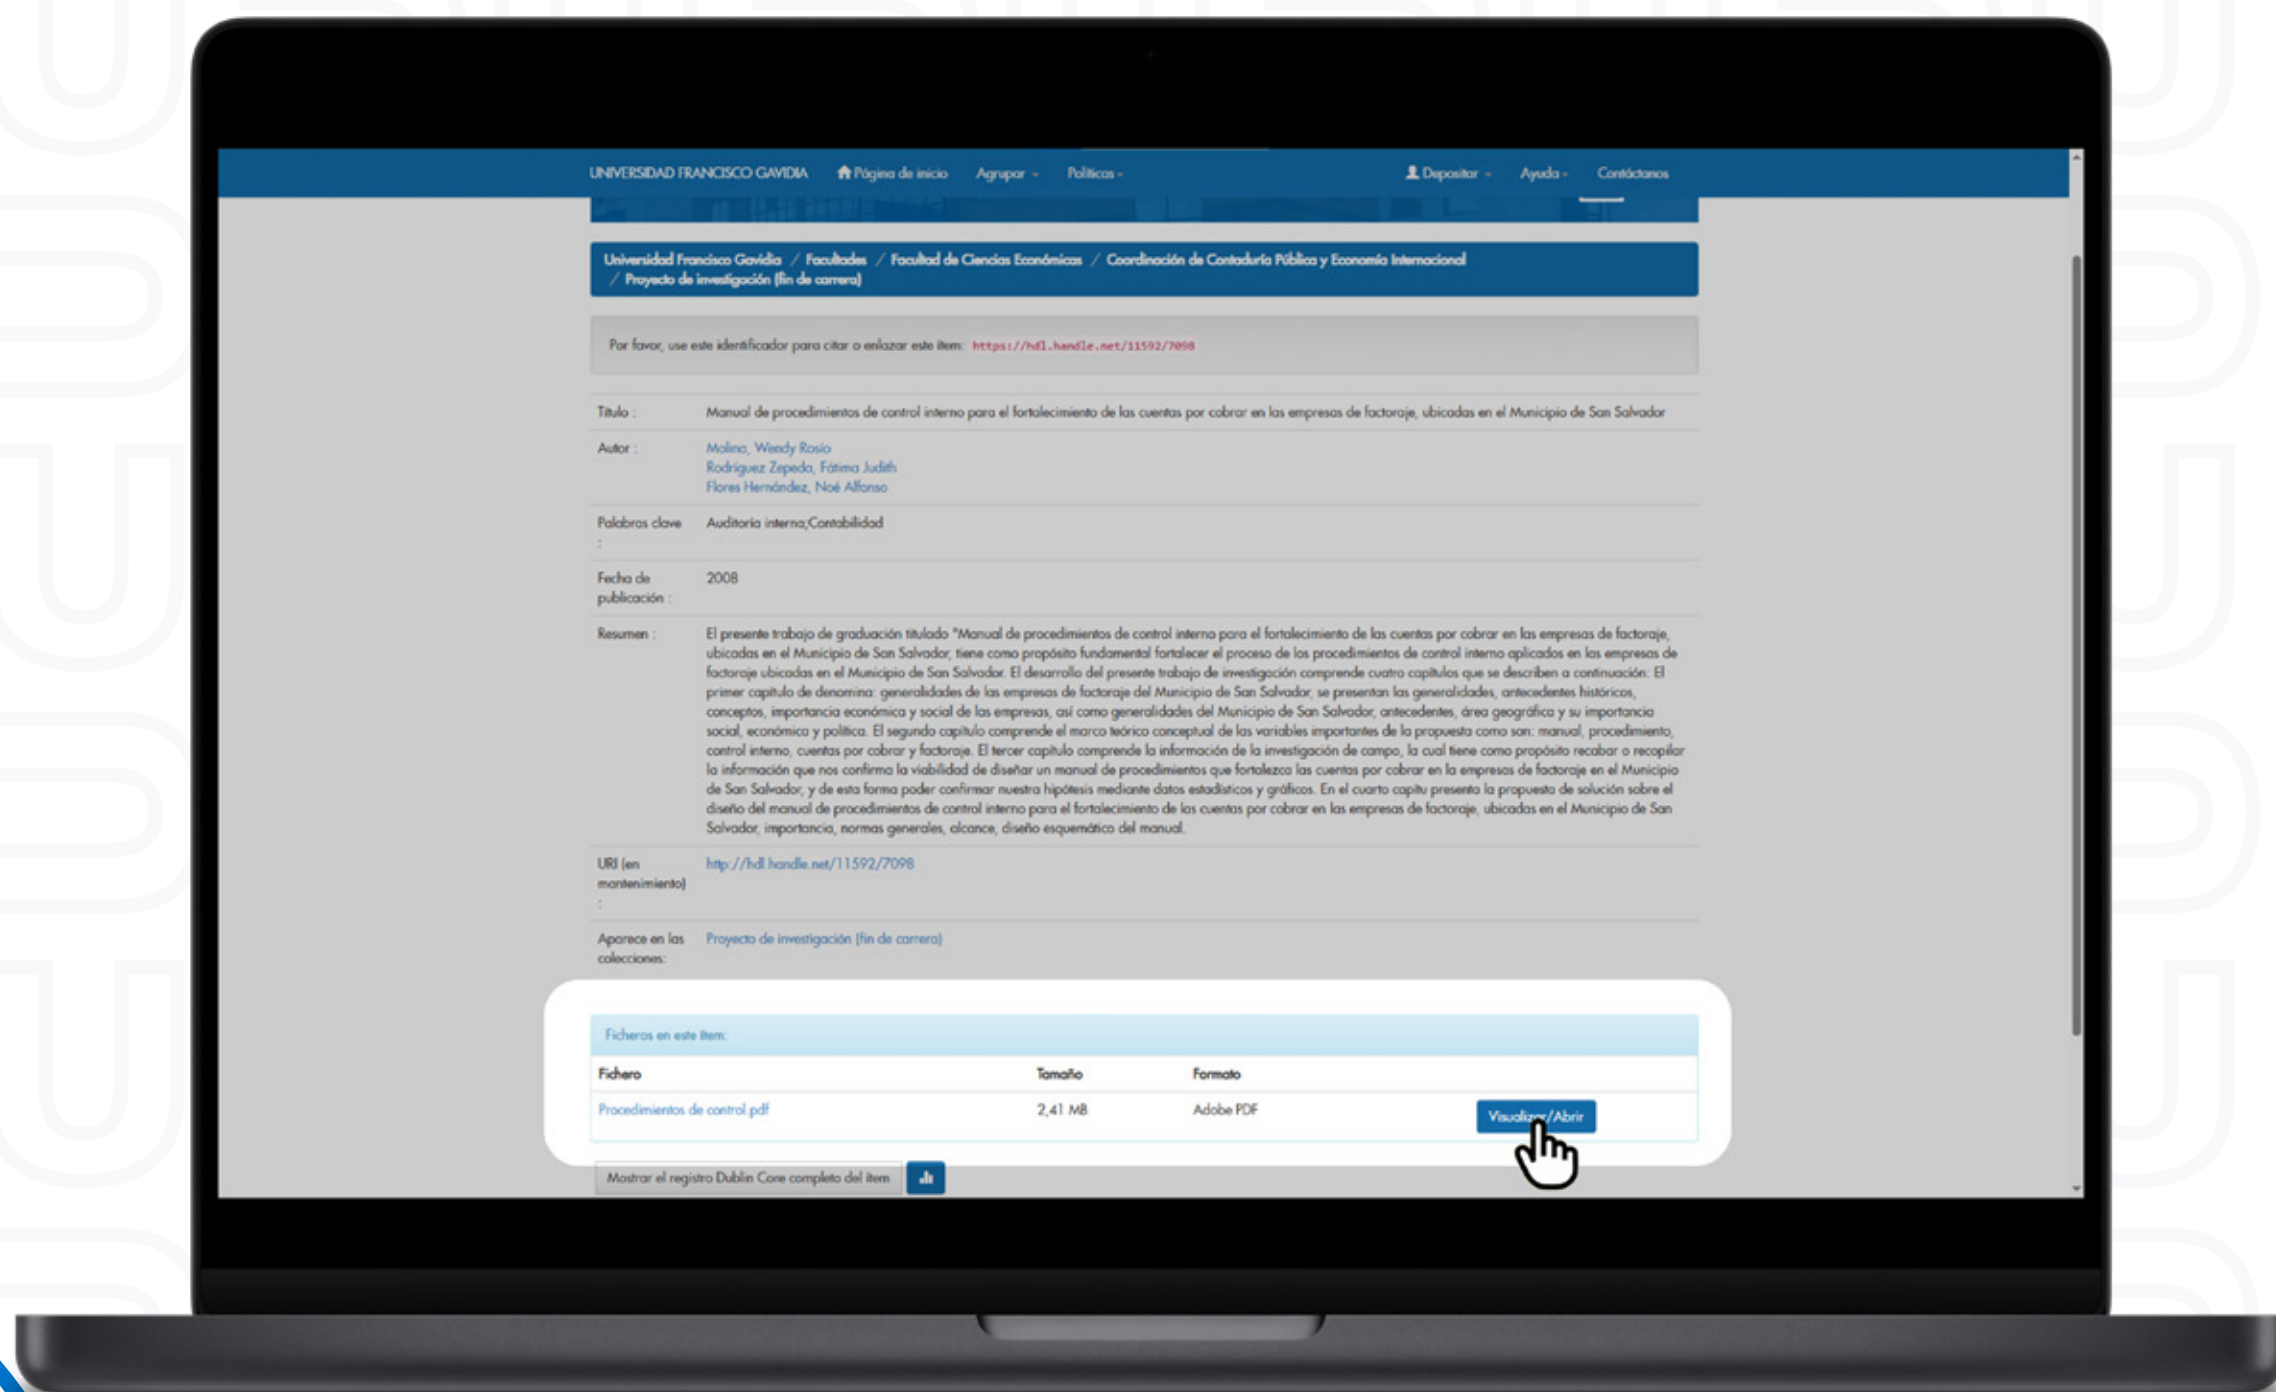 UNIVERSIDAD FRANCISCO GAVIDIA Página de inicio Agrupar Políticas Depositar Ayuda Contáctanos
Universidad Francisco Gavidia / Facultades / Facultad de Ciencias Económicas / Coordinación de Contaduría Pública y Economía Internacional
/ Proyecto de investigación (fin de carrera)
Por favor, use este identificador para citar o enlazar este ítem: https://hdl.handle.net/11592/7098
Título : Manual de procedimientos de control interno para el fortalecimiento de las cuentas por cobrar en las empresas de factoraje, ubicadas en el Municipio de San Salvador
Autor : Molina, Wendy Rosío
Rodríguez Zepeda, Fátima Judith
Flores Hernández, Noé Alfonso
Palabras clave : Auditoría interna;Contabilidad
Fecha de publicación : 2008
Resumen : El presente trabajo de graduación titulado "Manual de procedimientos de control interno para el fortalecimiento de las cuentas por cobrar en las empresas de factoraje,
ubicadas en el Municipio de San Salvador, tiene como propósito fundamental fortalecer el proceso de los procedimientos de control interno aplicados en las empresas de
factoraje ubicadas en el Municipio de San Salvador. El desarrollo del presente trabajo de investigación comprende cuatro capítulos que se describen a continuación: El
primer capítulo de denomina: generalidades de las empresas de factoraje del Municipio de San Salvador, se presentan las generalidades, antecedentes históricos,
conceptos, importancia económica y social de las empresas, así como generalidades del Municipio de San Salvador, antecedentes, área geográfica y su importancia
social, económica y política. El segundo capítulo comprende el marco teórico conceptual de las variables importantes de la propuesta como son: manual, procedimiento,
control interno, cuentas por cobrar y factoraje. El tercer capítulo comprende la información de la investigación de campo, la cual tiene como propósito recabar o recopilar
la información que nos confirma la viabilidad de diseñar un manual de procedimientos que fortalezca las cuentas por cobrar en la empresas de factoraje en el Municipio
de San Salvador, y de esta forma poder confirmar nuestra hipótesis mediante datos estadísticos y gráficos. En el cuarto capítu presenta la propuesta de solución sobre el
diseño del manual de procedimientos de control interno para el fortalecimiento de las cuentas por cobrar en las empresas de factoraje, ubicadas en el Municipio de San
Salvador, importancia, normas generales, alcance, diseño esquemático del manual.
URI (en mantenimiento) : http://hdl.handle.net/11592/7098
Aparece en las colecciones: Proyecto de investigación (fin de carrera)
Ficheros en este ítem:
Fichero Tamaño Formato
Procedimientos de control.pdf 2,41 MB Adobe PDF Visualizar/Abrir
Mostrar el registro Dublin Core completo del ítem